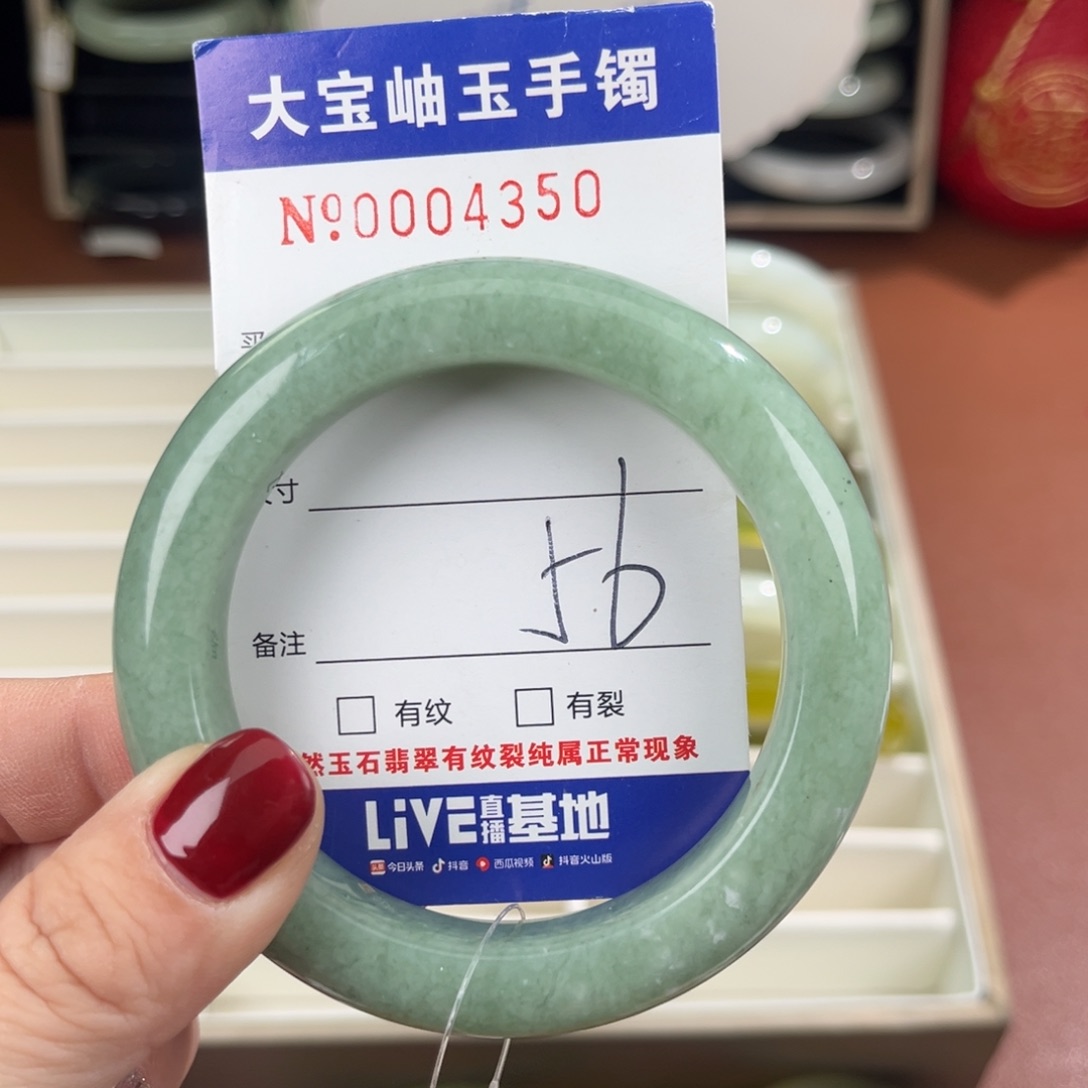 大宝岫玉手镯
Nº0004350
寸
56
备注
□ 有纹 □ 有裂
然玉石翡翠有纹裂纯属正常现象
LiVE直播基地
头条 今日头条 抖音 西瓜视频 抖音火山版